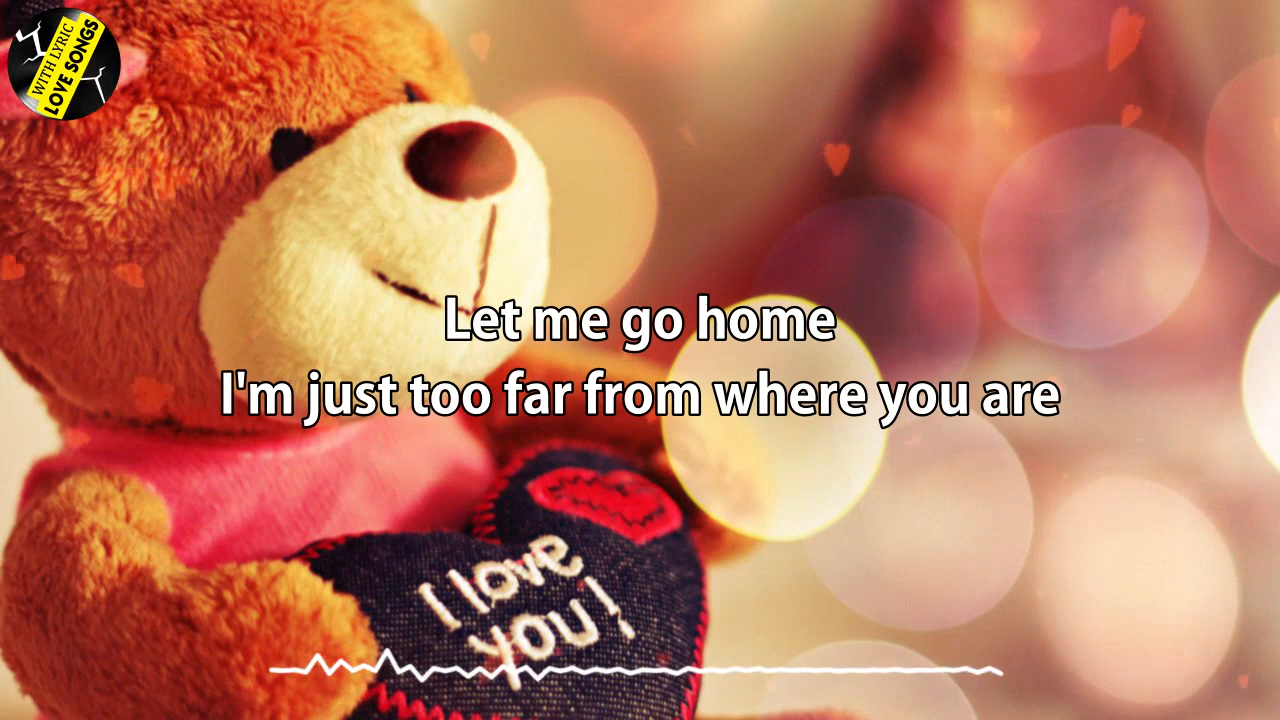 WITH LYRIC
LOVE SONGS
Let me go home
I'm just too far from where you are
I love
you!